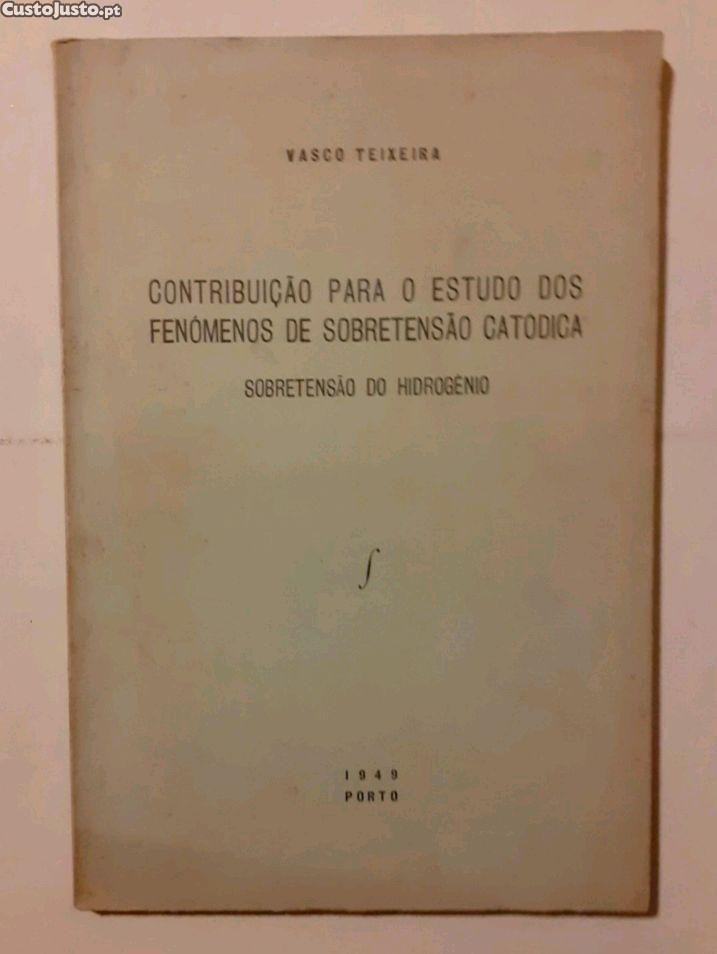 CustoJusto.pt
VASCO TEIXEIRA
CONTRIBUIÇÃO PARA O ESTUDO DOS
FENÓMENOS DE SOBRETENSÃO CATÓDICA
SOBRETENSÃO DO HIDROGÉNIO
∫
1949
PORTO